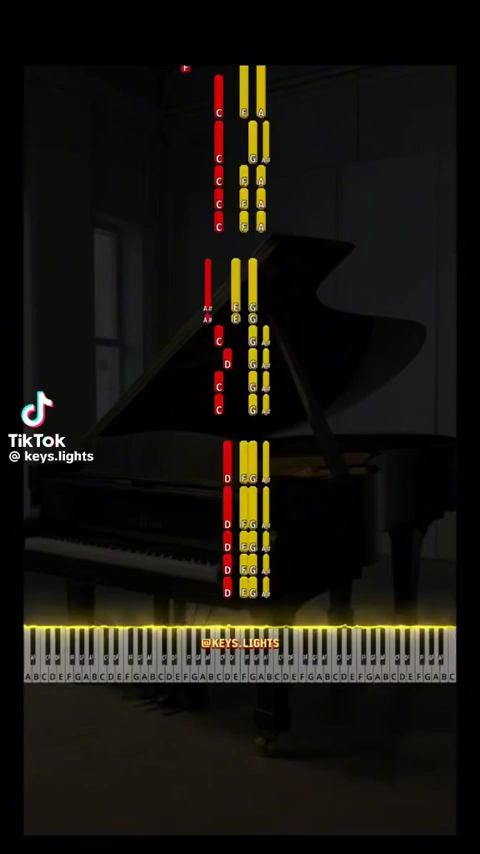 F
C F A
C G A#
C F A
C F A
C F A
A# E G
A# E G
C G A#
D G A#
C G A#
C G A#
TikTok
@ keys.lights
D F G A#
D F G A#
D F G A#
D F G A#
D F G A#
@KEYS.LIGHTS
A B C D E F G A B C D E F G A B C D E F G A B C D E F G A B C D E F G A B C D E F G A B C D E F G A B C